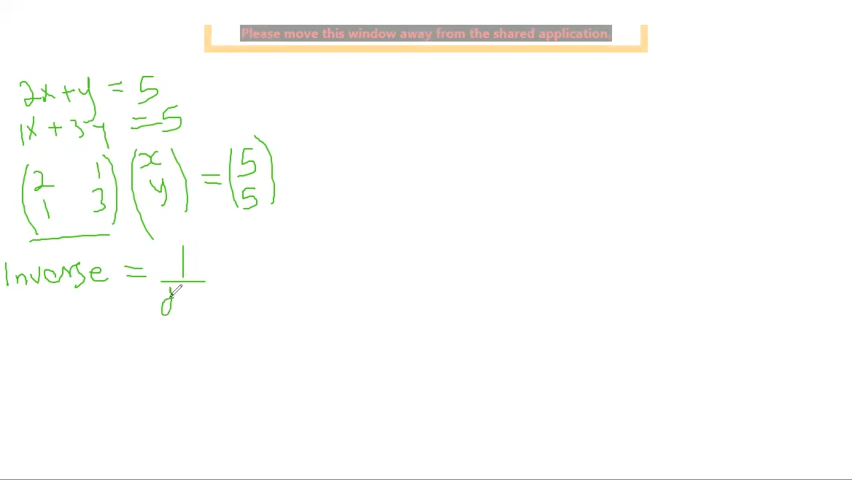 Please move this window away from the shared application.
2x+y = 5
1x + 3y = 5
(2 1) (x) = (5)
(1 3) (y) (5)
Inverse = 1